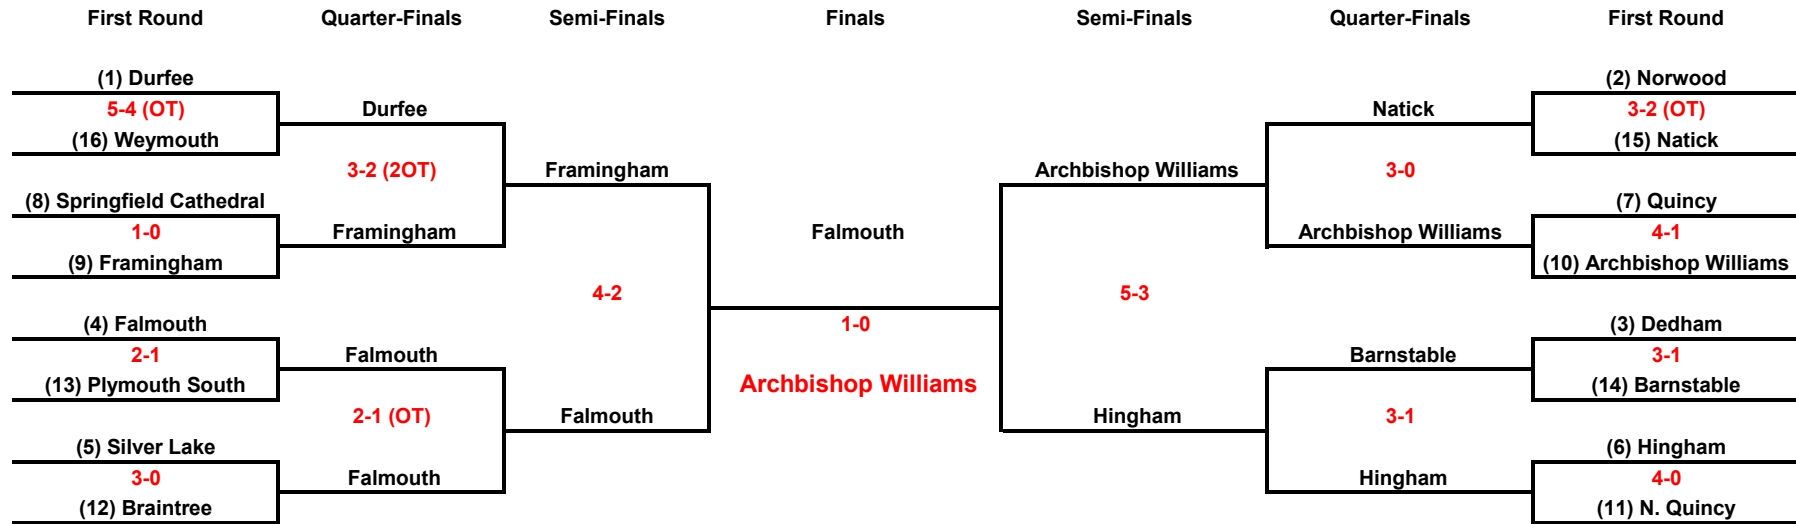 First Round Quarter-Finals Semi-Finals Finals Semi-Finals Quarter-Finals First Round
(1) Durfee (2) Norwood
5-4 (OT) Durfee Natick 3-2 (OT)
(16) Weymouth (15) Natick
3-2 (2OT) Framingham Archbishop Williams 3-0
(8) Springfield Cathedral (7) Quincy
1-0 Framingham Falmouth Archbishop Williams 4-1
(9) Framingham (10) Archbishop Williams
4-2 5-3
(4) Falmouth 1-0 (3) Dedham
2-1 Falmouth Barnstable 3-1
(13) Plymouth South Archbishop Williams (14) Barnstable
2-1 (OT) Falmouth Hingham 3-1
(5) Silver Lake (6) Hingham
3-0 Falmouth Hingham 4-0
(12) Braintree (11) N. Quincy